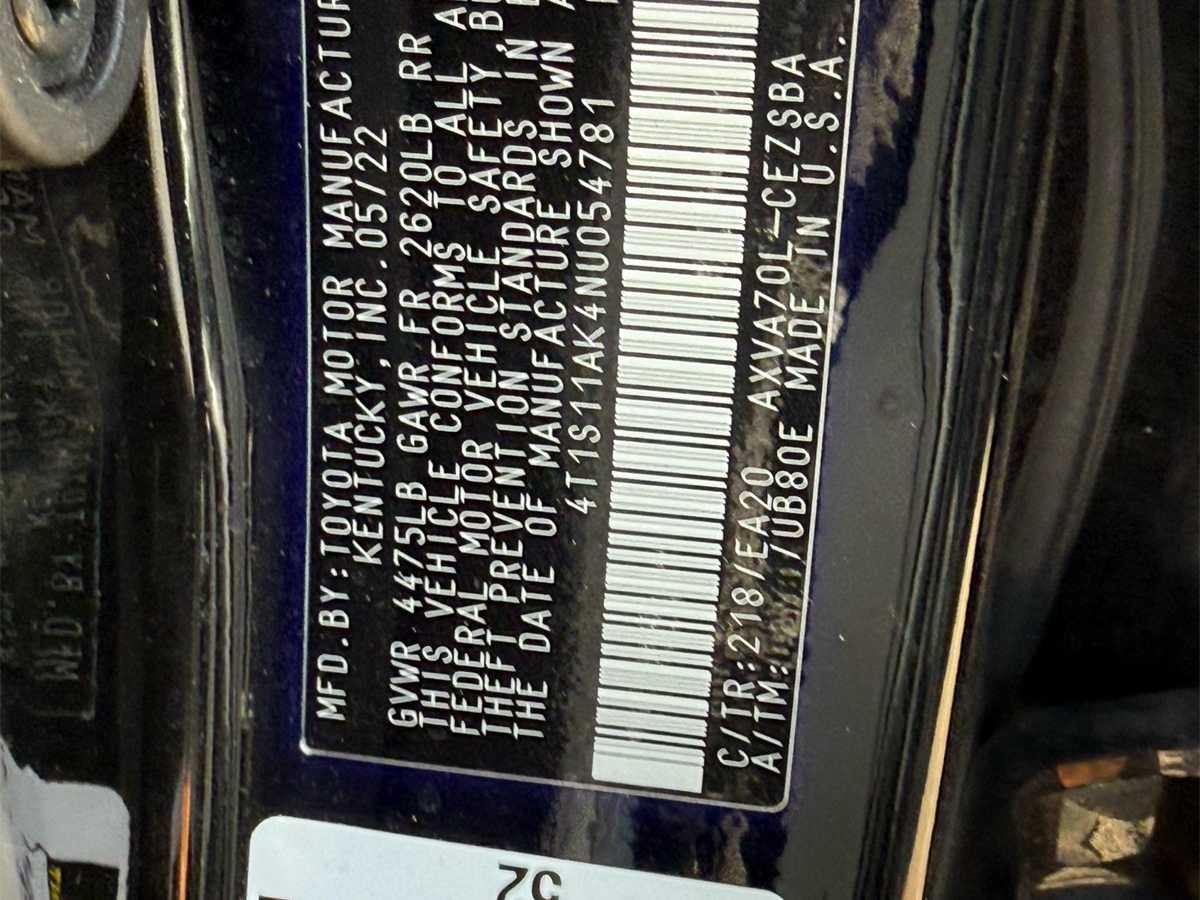 MFD.BY:TOYOTA MOTOR MANUFACTUR
KENTUCKY,INC.05/22
GVWR 4475LB GAWR FR 2620LB RR
THIS VEHICLE CONFORMS TO ALL A
FEDERAL MOTOR VEHICLE SAFETY, BU
THEFT PREVENTION STANDARDS IN E
THE DATE OF MANUFACTURE SHOWN A
4T1S11AK4NU054781
C/TR:218/EA20 AXVA70L-CEZSBA
A/TM: /UB80E MADE IN U.S.A.
52